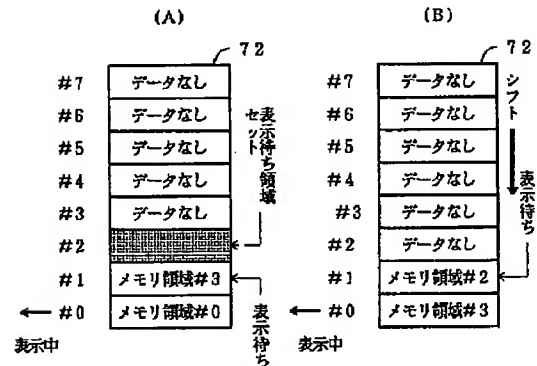 (A)
72
#7 データなし
#6 データなし
#5 データなし
#4 データなし
#3 データなし
#2
#1 メモリ領域#3
#0 メモリ領域#0
表示中
表示待ち領域
セット
表示待ち
(B)
72
#7 データなし
#6 データなし
#5 データなし
#4 データなし
#3 データなし
#2 データなし
#1 メモリ領域#2
#0 メモリ領域#3
表示中
シフト
表示待ち